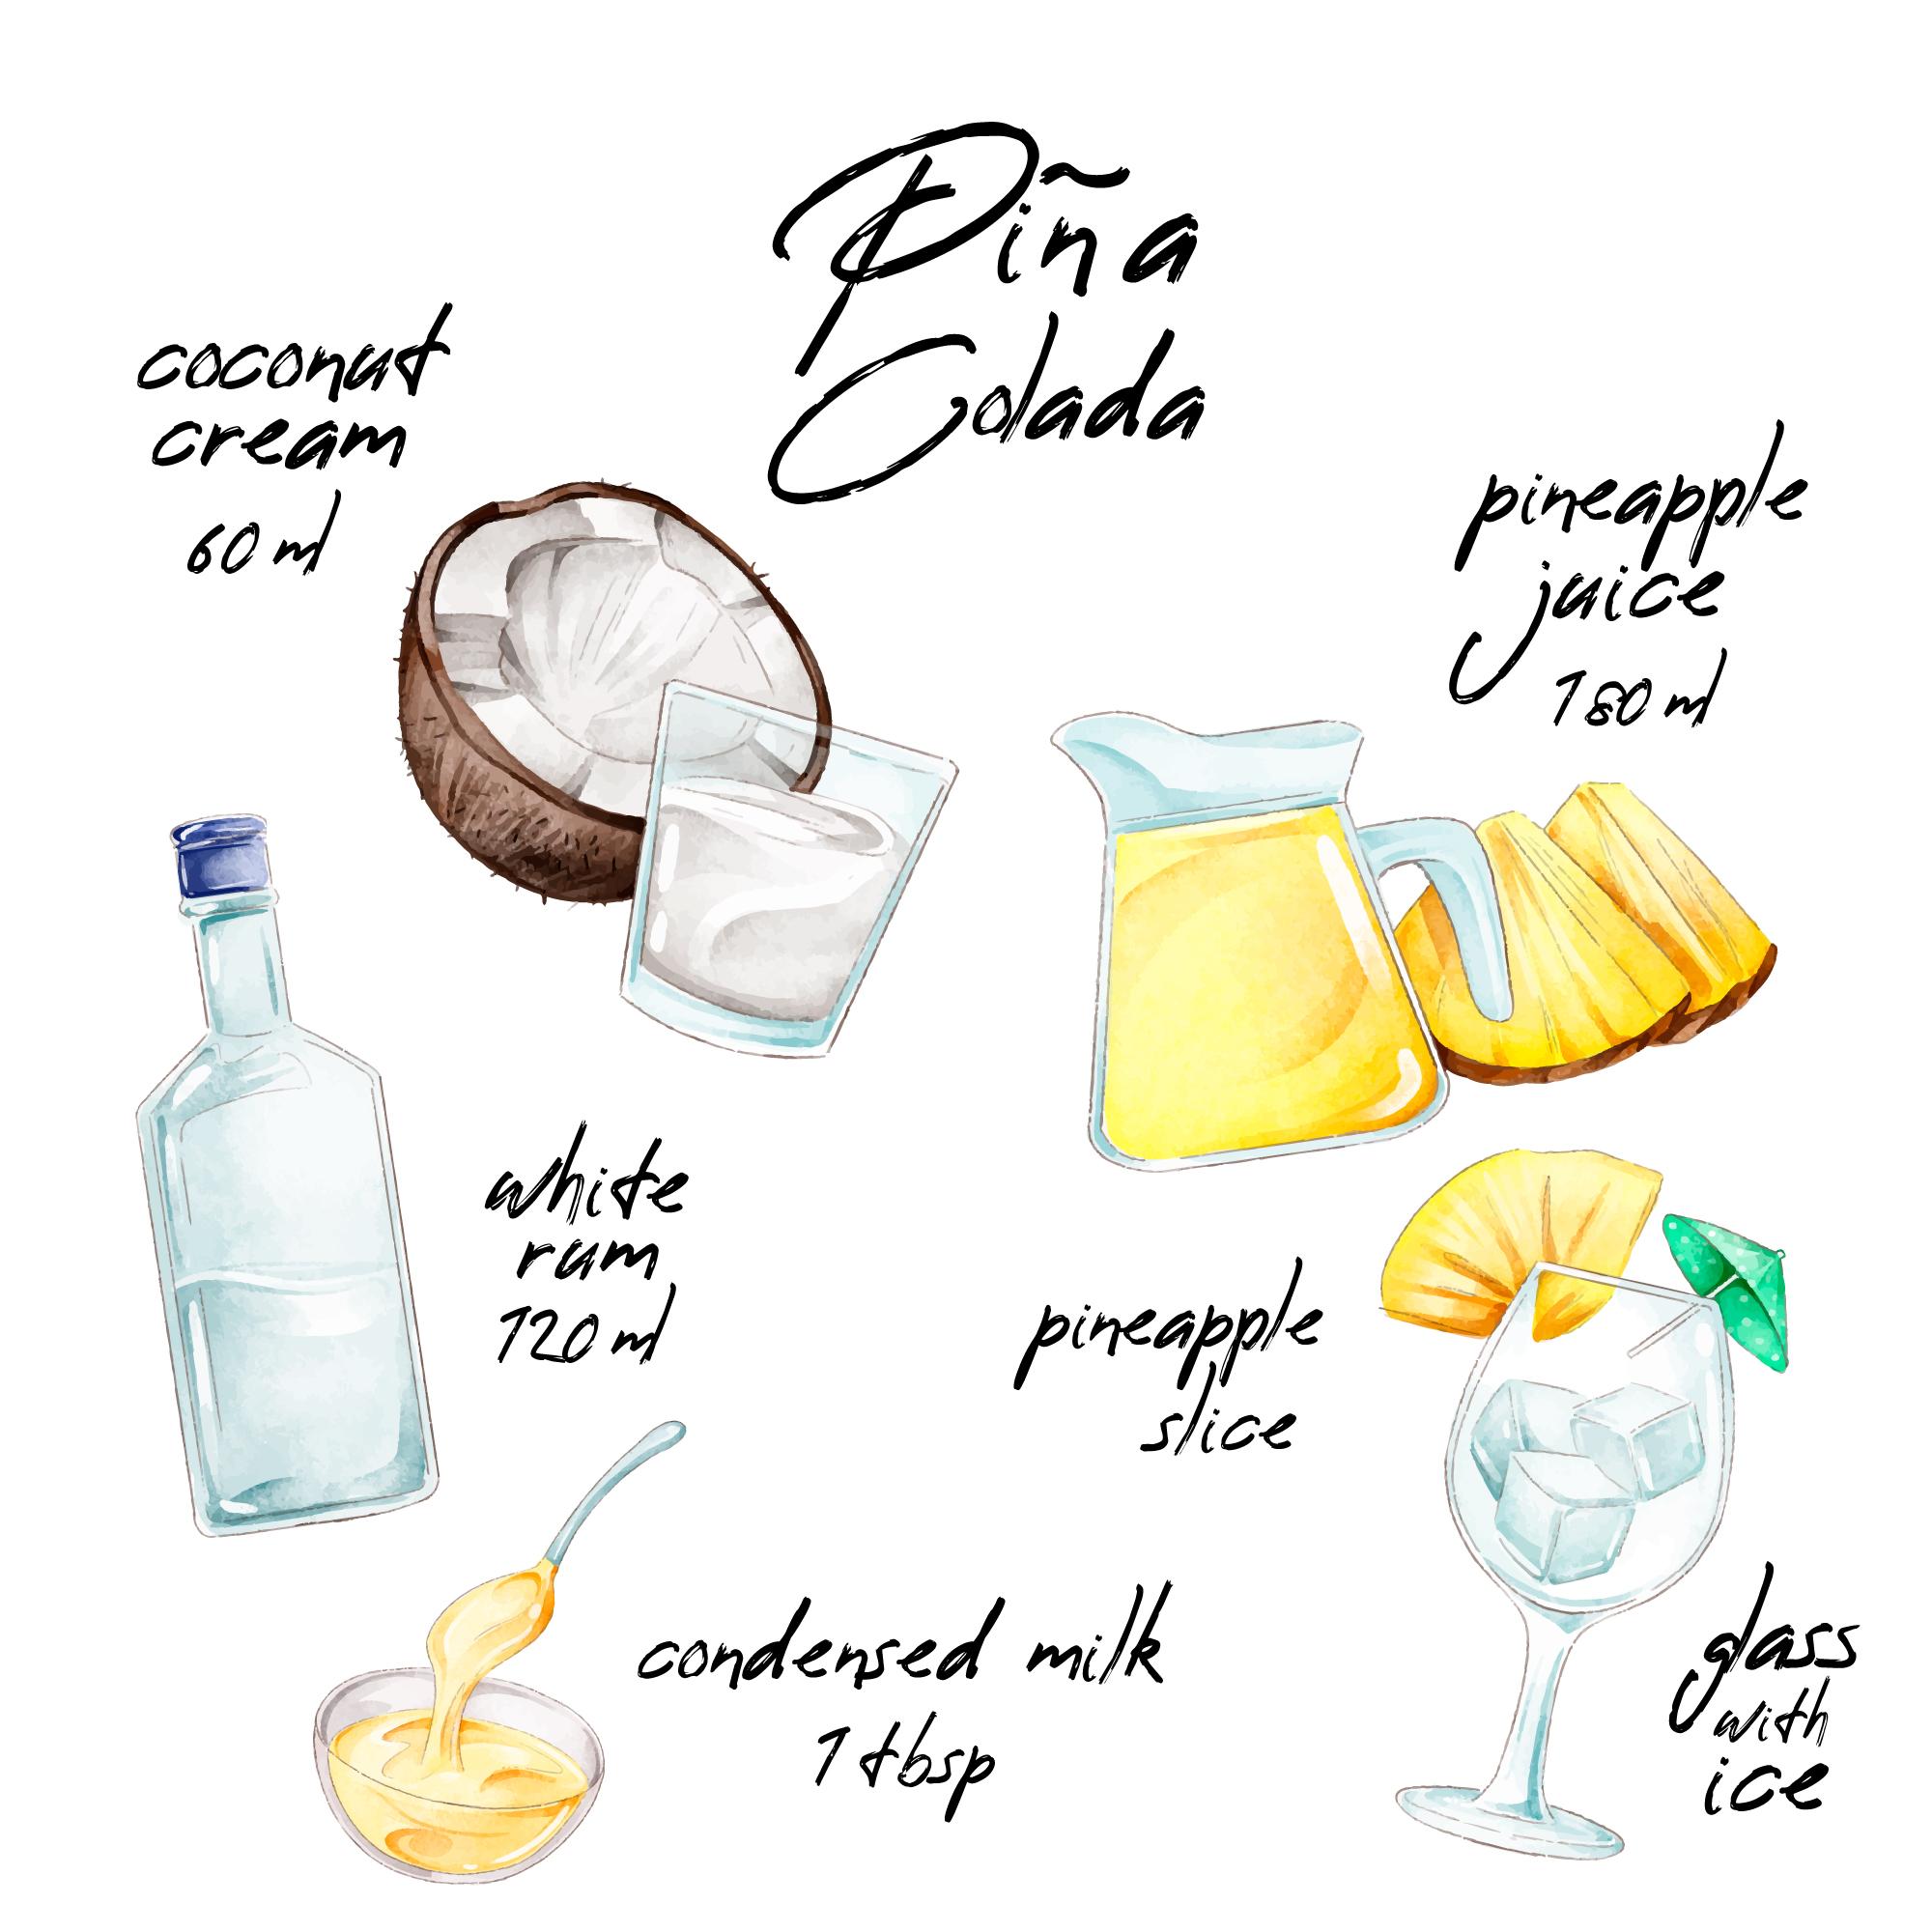 Piña
Colada
coconut
cream
60 ml
pineapple
juice
180 ml
white
rum
120 ml
pineapple
slice
condensed milk
1 tbsp
glass
with
ice